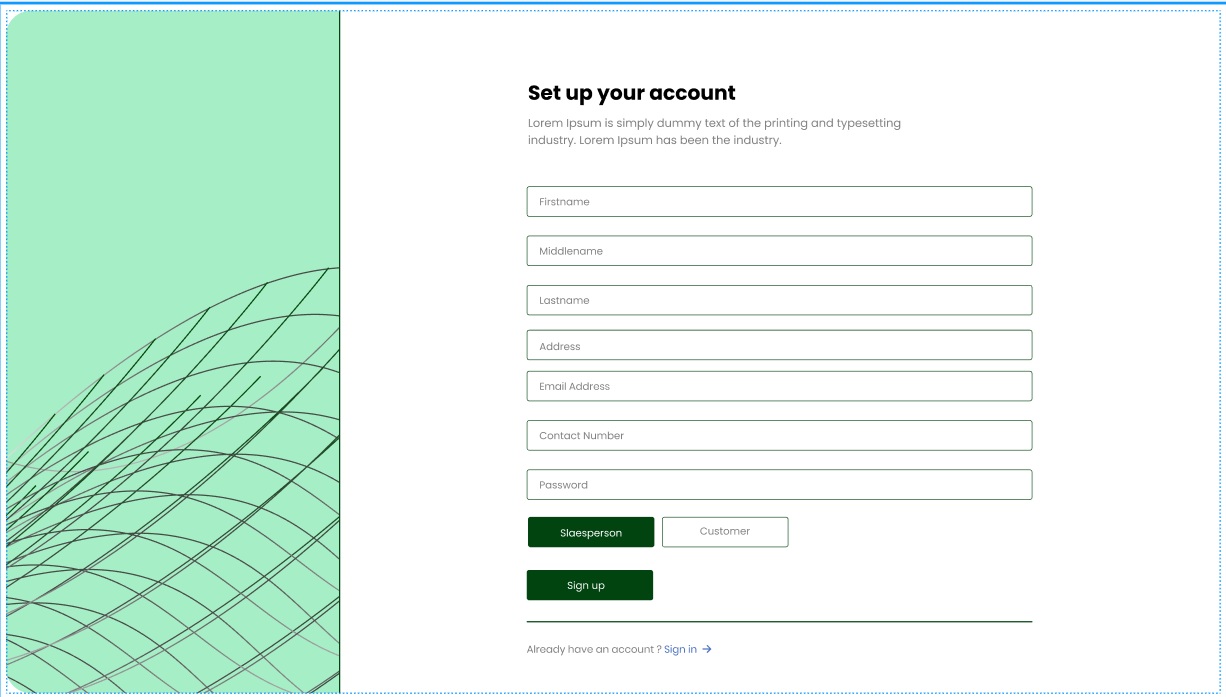 Set up your account
Lorem Ipsum is simply dummy text of the printing and typesetting
industry. Lorem Ipsum has been the industry.
Firstname
Middlename
Lastname
Address
Email Address
Contact Number
Password
Slaesperson Customer
Sign up
Already have an account ? Sign in →